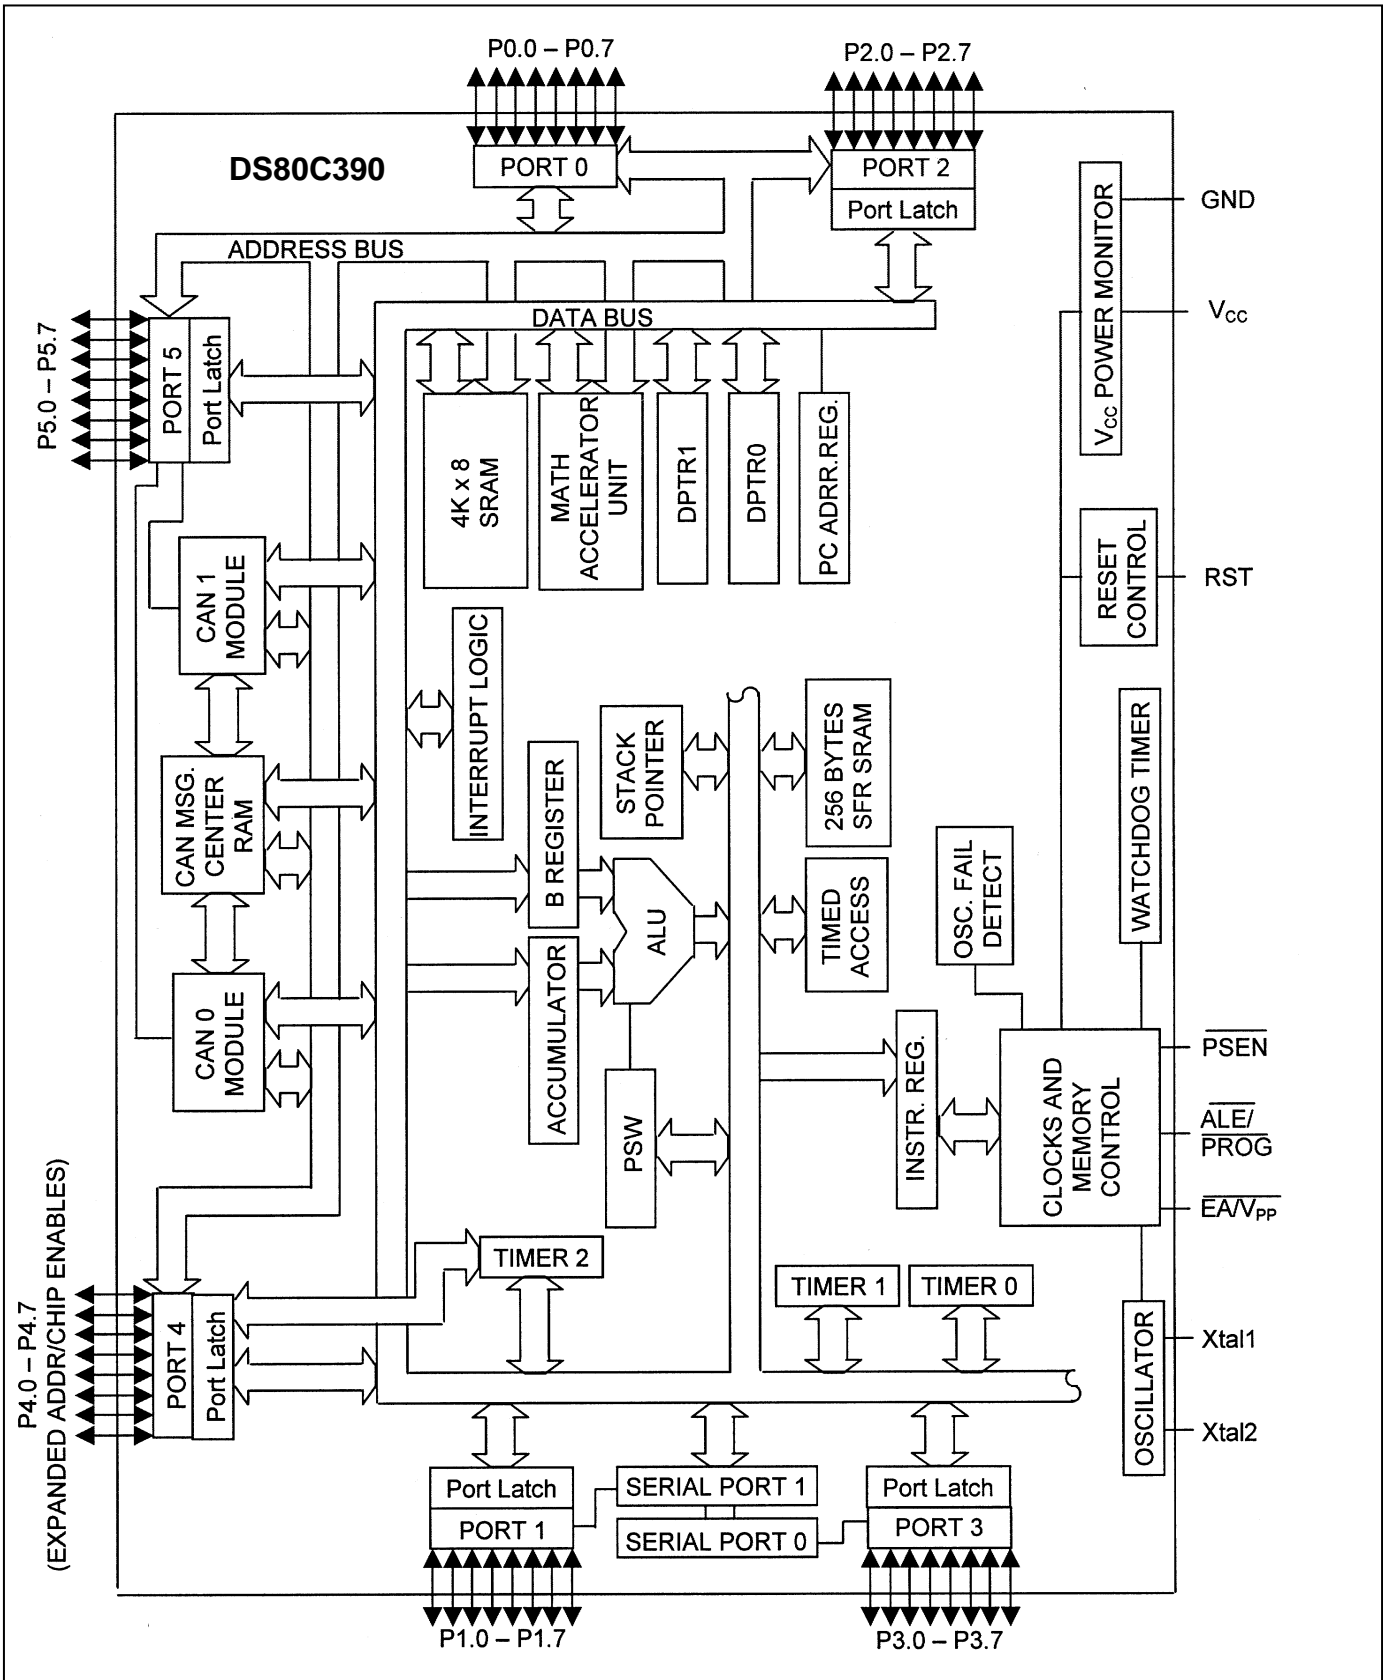 P0.0 – P0.7
P2.0 – P2.7
DS80C390
PORT 0
PORT 2
Port Latch
GND
ADDRESS BUS
V_CC POWER MONITOR
V_CC
DATA BUS
P5.0 – P5.7
PORT 5
Port Latch
4K x 8
SRAM
MATH
ACCELERATOR
UNIT
DPTR1
DPTR0
PC ADRR.REG.
RESET
CONTROL
RST
CAN 1
MODULE
INTERRUPT LOGIC
STACK
POINTER
256 BYTES
SFR SRAM
WATCHDOG TIMER
CAN MSG.
CENTER
RAM
B REGISTER
ALU
TIMED
ACCESS
OSC. FAIL
DETECT
CAN 0
MODULE
ACCUMULATOR
PSW
INSTR. REG.
CLOCKS AND
MEMORY
CONTROL
PSEN
ALE/
PROG
EA/V_PP
P4.0 – P4.7
(EXPANDED ADDR/CHIP ENABLES)
TIMER 2
TIMER 1
TIMER 0
PORT 4
Port Latch
OSCILLATOR
Xtal1
Xtal2
Port Latch
PORT 1
SERIAL PORT 1
SERIAL PORT 0
Port Latch
PORT 3
P1.0 – P1.7
P3.0 – P3.7